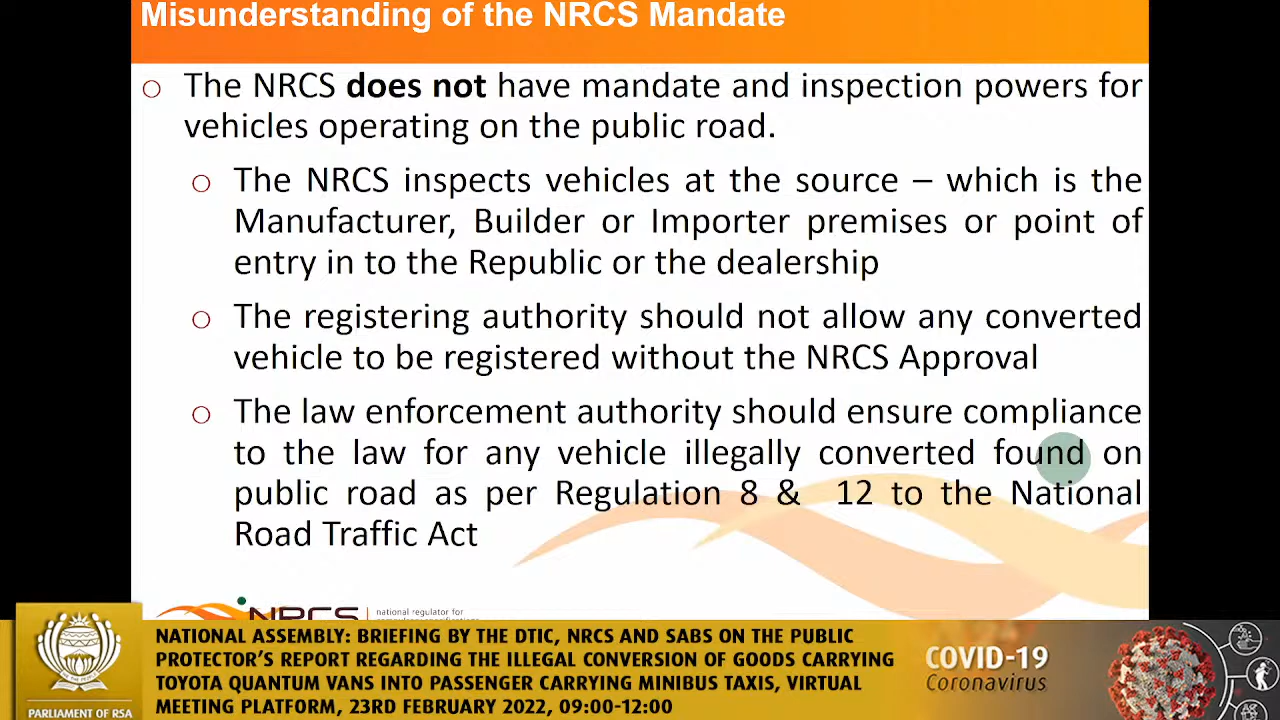 Misunderstanding of the NRCS Mandate
The NRCS does not have mandate and inspection powers for
vehicles operating on the public road.
The NRCS inspects vehicles at the source – which is the
Manufacturer, Builder or Importer premises or point of
entry in to the Republic or the dealership
The registering authority should not allow any converted
vehicle to be registered without the NRCS Approval
The law enforcement authority should ensure compliance
to the law for any vehicle illegally converted found on
public road as per Regulation 8 & 12 to the National
Road Traffic Act
NRCS
national regulator for
NATIONAL ASSEMBLY: BRIEFING BY THE DTIC, NRCS AND SABS ON THE PUBLIC
PROTECTOR'S REPORT REGARDING THE ILLEGAL CONVERSION OF GOODS CARRYING
TOYOTA QUANTUM VANS INTO PASSENGER CARRYING MINIBUS TAXIS, VIRTUAL
MEETING PLATFORM, 23RD FEBRUARY 2022, 09:00-12:00
PARLIAMENT OF RSA
COVID-19
Coronavirus